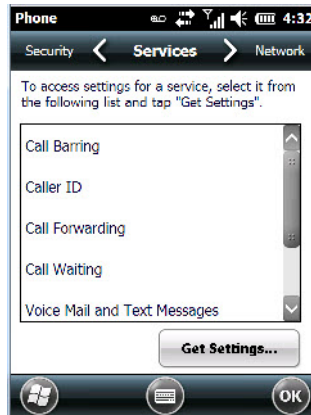 Phone 4:32
Security Services Network
To access settings for a service, select it from
the following list and tap "Get Settings".
Call Barring
Caller ID
Call Forwarding
Call Waiting
Voice Mail and Text Messages
Get Settings...
OK